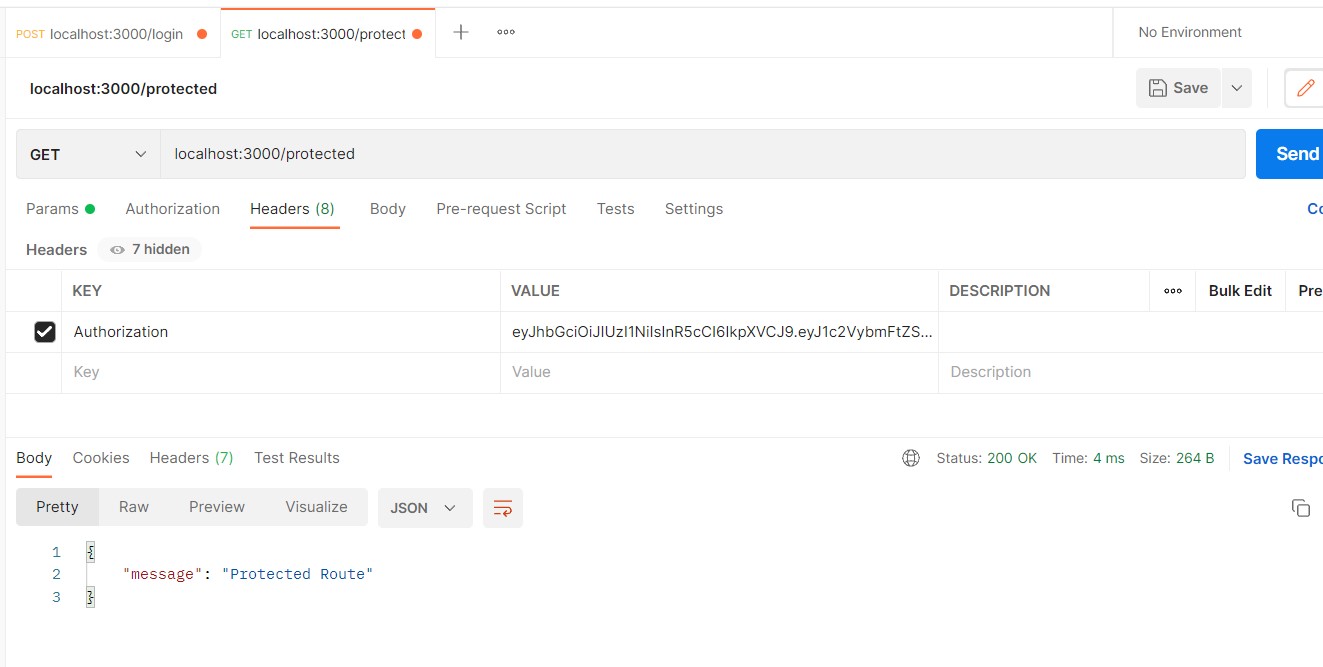 POST localhost:3000/login GET localhost:3000/protect No Environment
localhost:3000/protected Save
GET localhost:3000/protected Send
Params Authorization Headers (8) Body Pre-request Script Tests Settings Co
Headers 7 hidden
KEY VALUE DESCRIPTION Bulk Edit Pre
Authorization eyJhbGciOiJIUzI1NiIsInR5cCI6IkpXVCJ9.eyJ1c2VybmFtZS...
Key Value Description
Body Cookies Headers (7) Test Results Status: 200 OK Time: 4 ms Size: 264 B Save Respo
Pretty Raw Preview Visualize JSON
1 {
2 "message": "Protected Route"
3 }